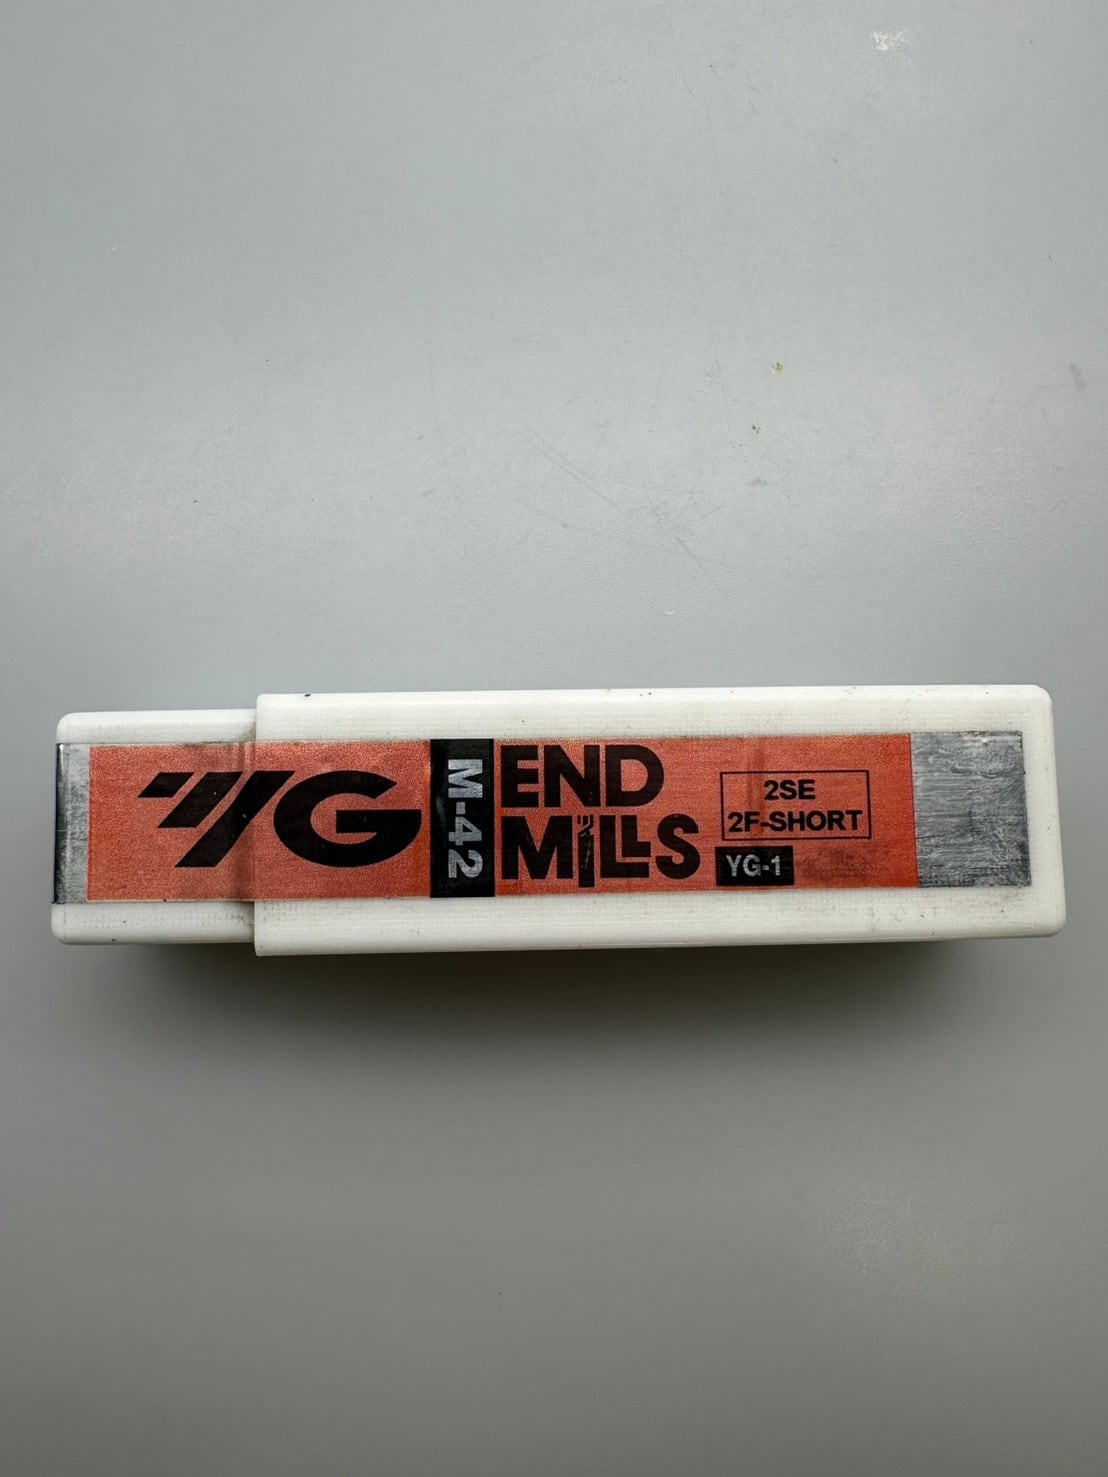 YG
M-42
END
MILLS
2SE
2F-SHORT
YG-1